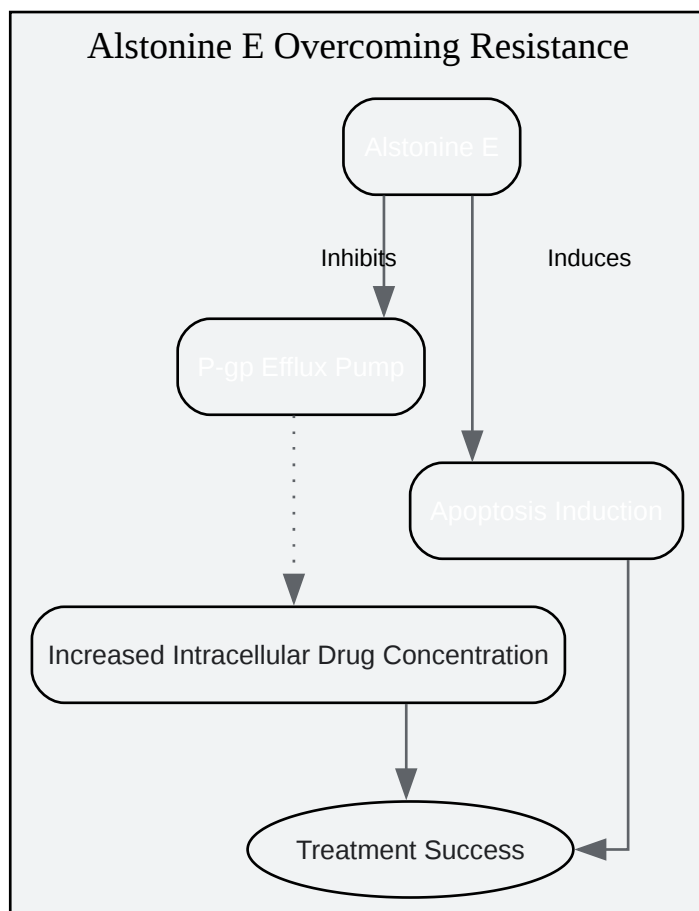 Alstonine E Overcoming Resistance
Alstonine E
Inhibits
Induces
P-gp Efflux Pump
Apoptosis Induction
Increased Intracellular Drug Concentration
Treatment Success